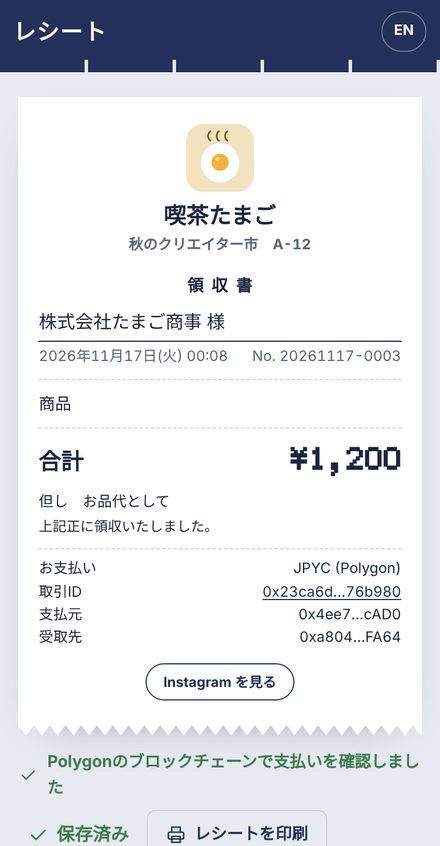 レシート
EN
喫茶たまご
秋のクリエイター市　A-12
領収書
株式会社たまご商事 様
2026年11月17日(火) 00:08　No. 20261117-0003
商品
合計　¥1,200
但し　お品代として
上記正に領収いたしました。
お支払い　JPYC (Polygon)
取引ID　0x23ca6d…76b980
支払元　0x4ee7…cAD0
受取先　0xa804…FA64
Instagram を見る
Polygonのブロックチェーンで支払いを確認しまし
た
保存済み　レシートを印刷